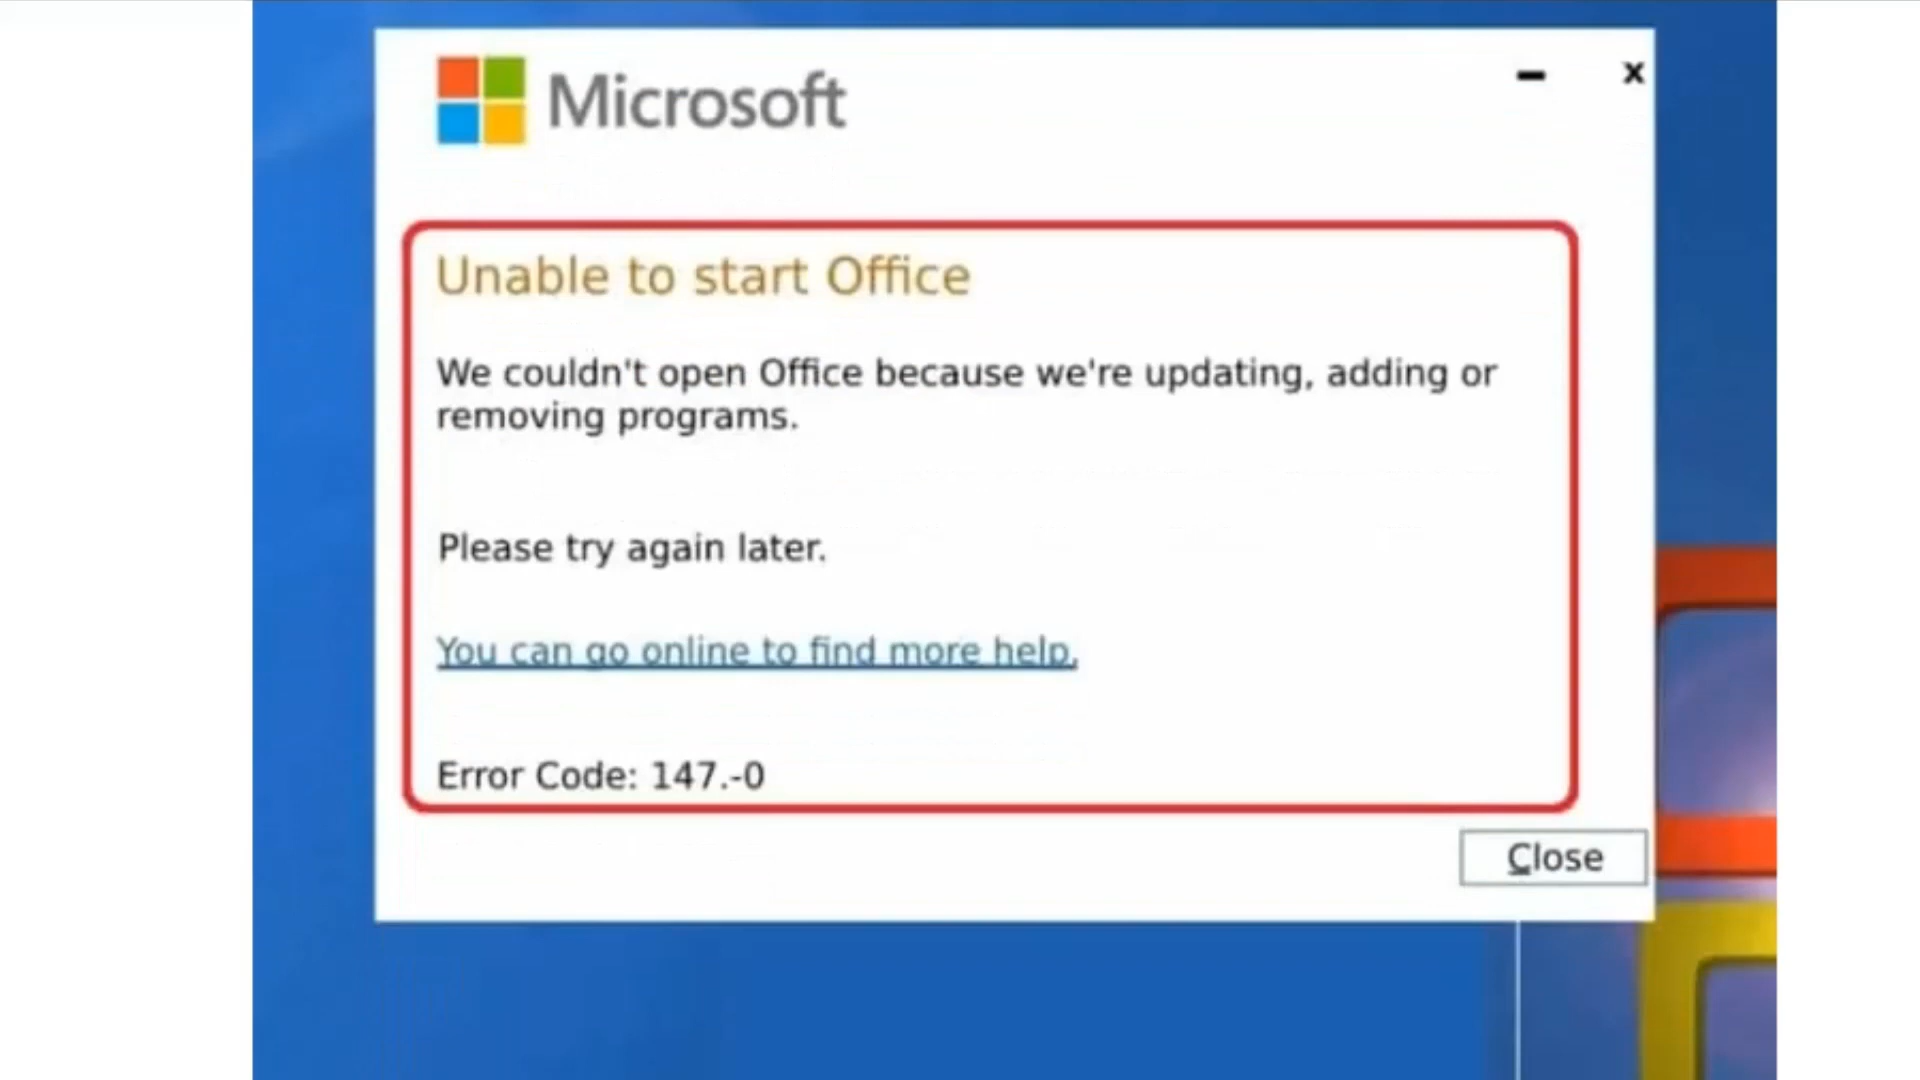 Microsoft
Unable to start Office
We couldn't open Office because we're updating, adding or
removing programs.
Please try again later.
You can go online to find more help.
Error Code: 147.-0
Close